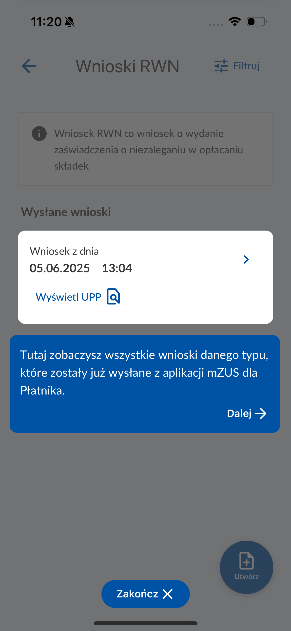 11:20
Wnioski RWN
Filtruj
Wniosek RWN to wniosek o wydanie
zaświadczenia o niezaleganiu w opłacaniu
składek
Wysłane wnioski
Wniosek z dnia
05.06.2025 13:04
Wyświetl UPP
Tutaj zobaczysz wszystkie wnioski danego typu,
które zostały już wysłane z aplikacji mZUS dla
Płatnika.
Dalej
Utwórz
Zakończ